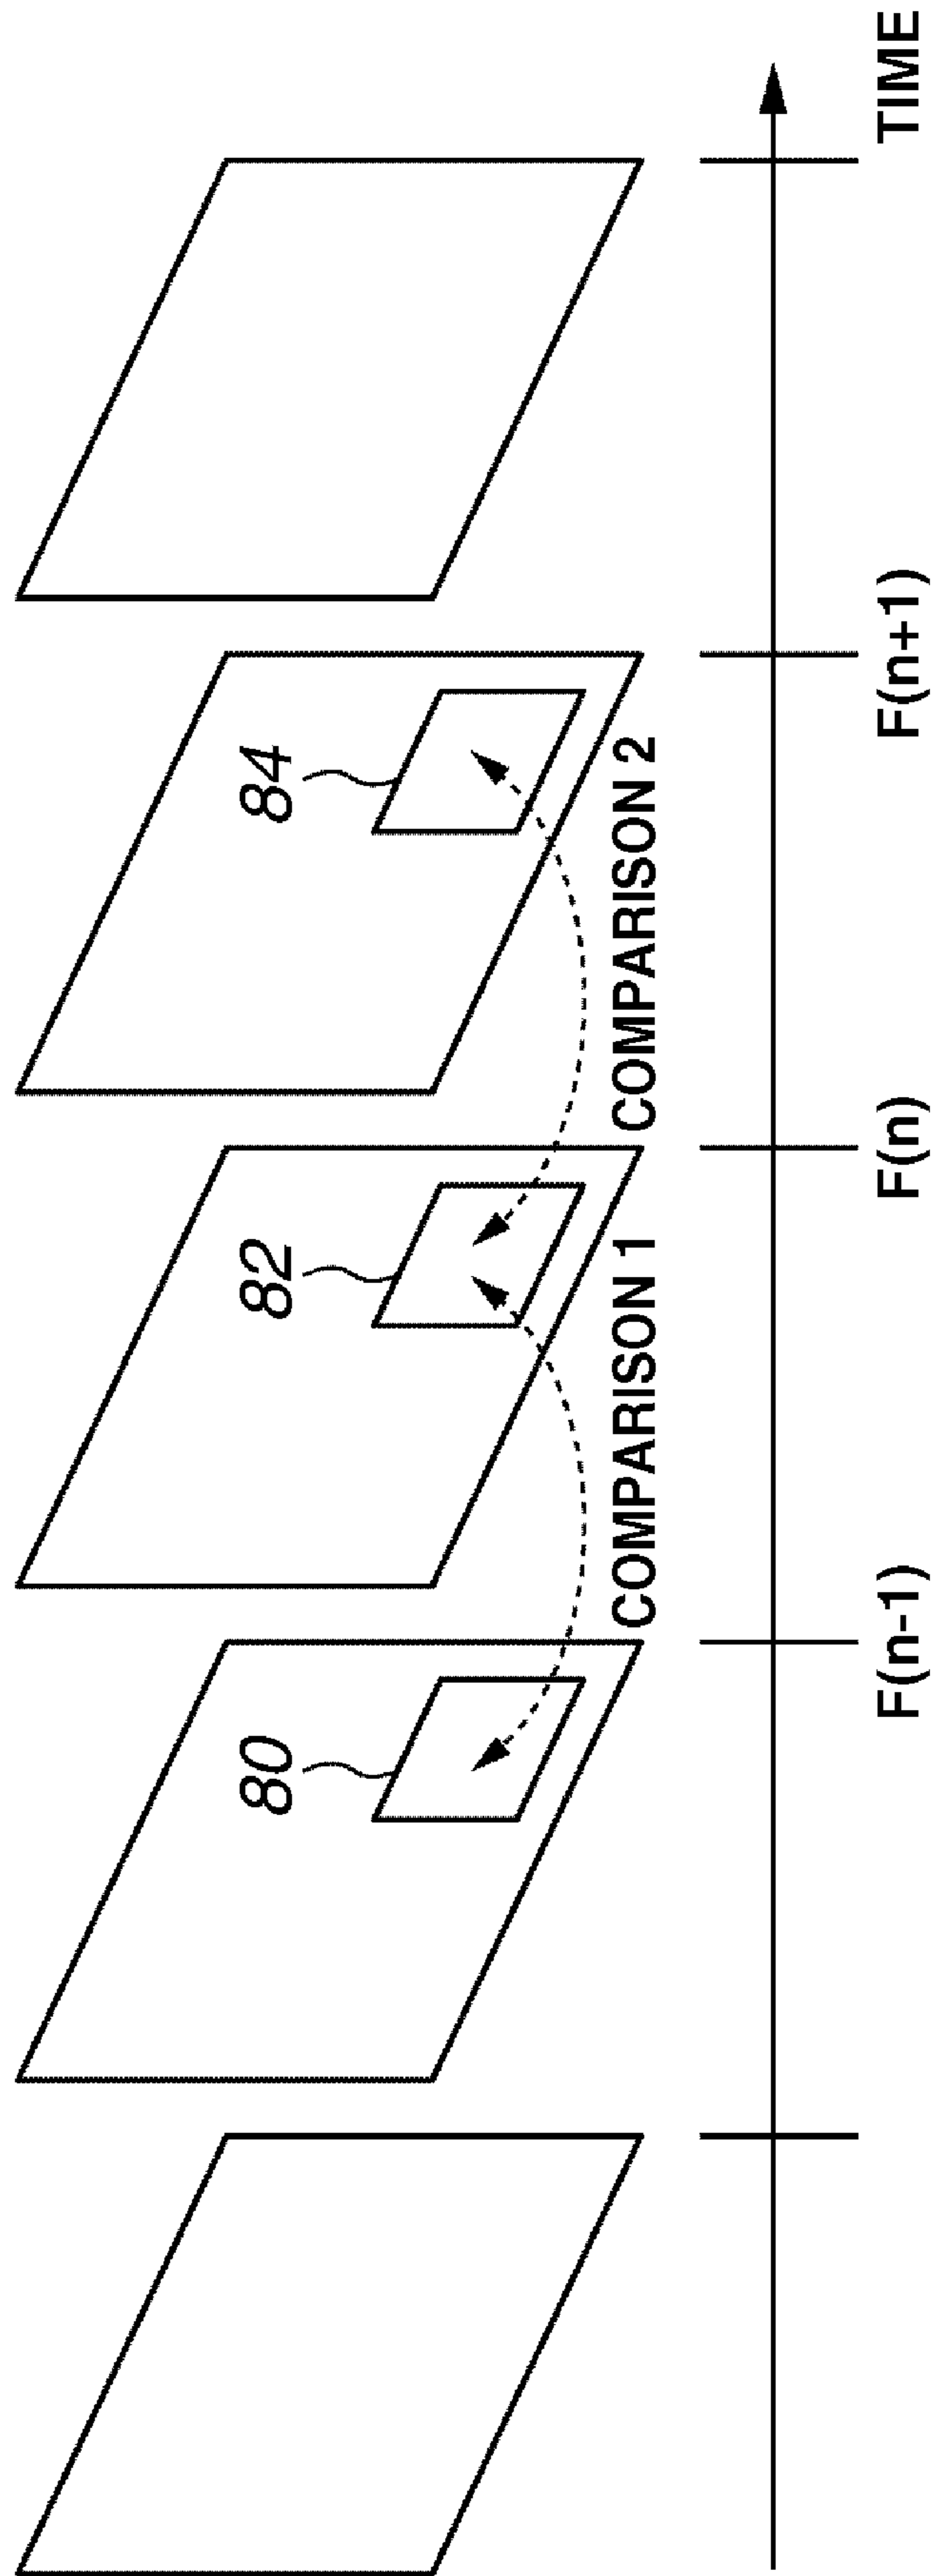 80
82
84
COMPARISON 1
COMPARISON 2
F(n-1)
F(n)
F(n+1)
TIME